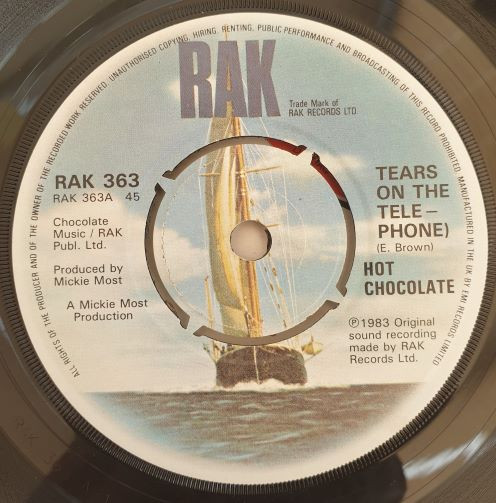 ALL RIGHTS OF THE PRODUCER AND OF THE OWNER OF THE RECORDED WORK RESERVED. UNAUTHORISED COPYING, HIRING, RENTING, PUBLIC PERFORMANCE AND BROADCASTING OF THIS RECORD PROHIBITED. MANUFACTURED IN THE UK BY EMI RECORDS LIMITED
RAK
Trade Mark of
RAK RECORDS LTD
RAK 363
RAK 363A 45
Chocolate
Music / RAK
Publ. Ltd.
Produced by
Mickie Most
A Mickie Most
Production
TEARS
ON THE
TELE –
PHONE)
(E. Brown)
HOT
CHOCOLATE
℗1983 Original
sound recording
made by RAK
Records Ltd.